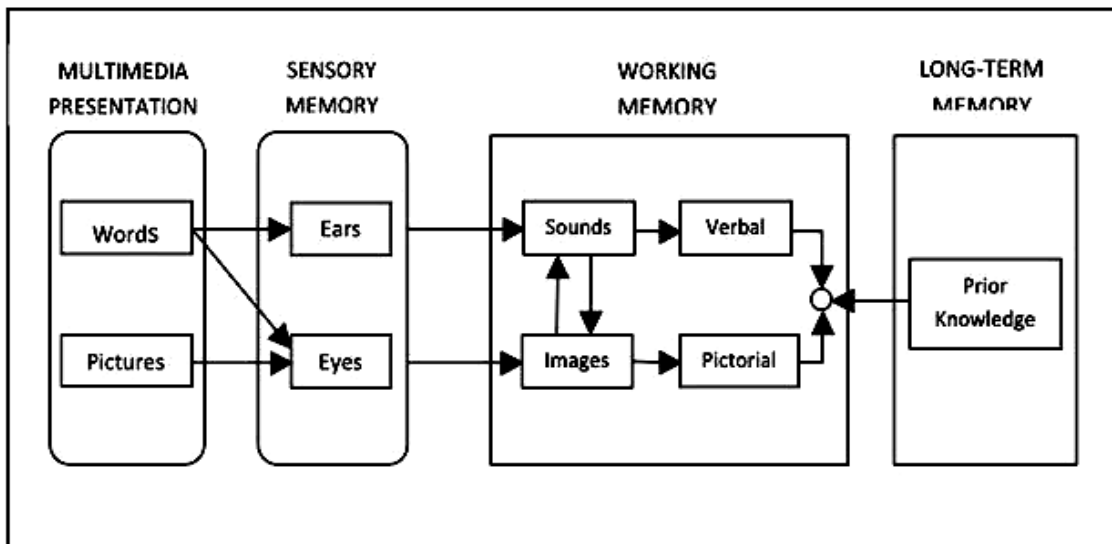 MULTIMEDIA
PRESENTATION
SENSORY
MEMORY
WORKING
MEMORY
LONG-TERM
MEMORY
Words
Ears
Sounds
Verbal
Prior
Knowledge
Pictures
Eyes
Images
Pictorial